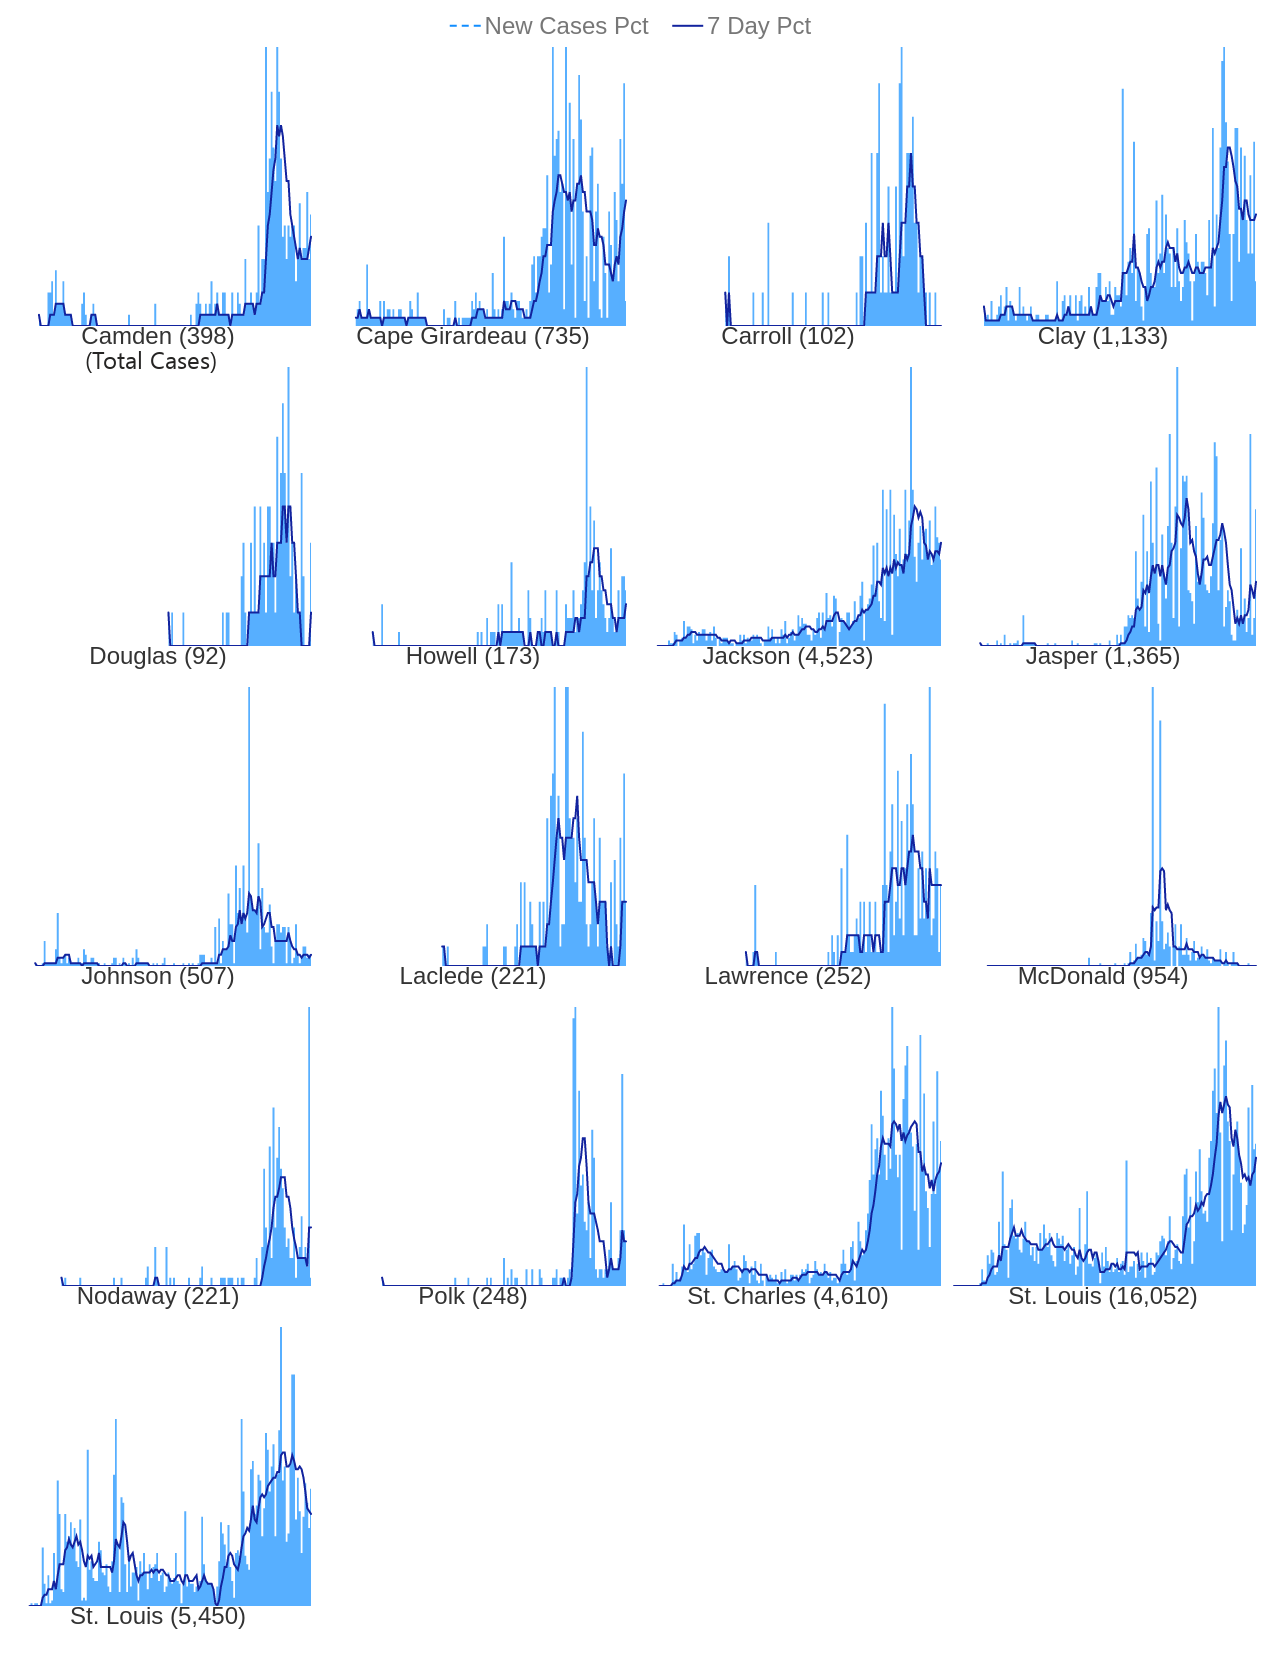 New Cases Pct 7 Day Pct
Camden (398) Cape Girardeau (735) Carroll (102) Clay (1,133)
(Total Cases)
Douglas (92) Howell (173) Jackson (4,523) Jasper (1,365)
Johnson (507) Laclede (221) Lawrence (252) McDonald (954)
Nodaway (221) Polk (248) St. Charles (4,610) St. Louis (16,052)
St. Louis (5,450)